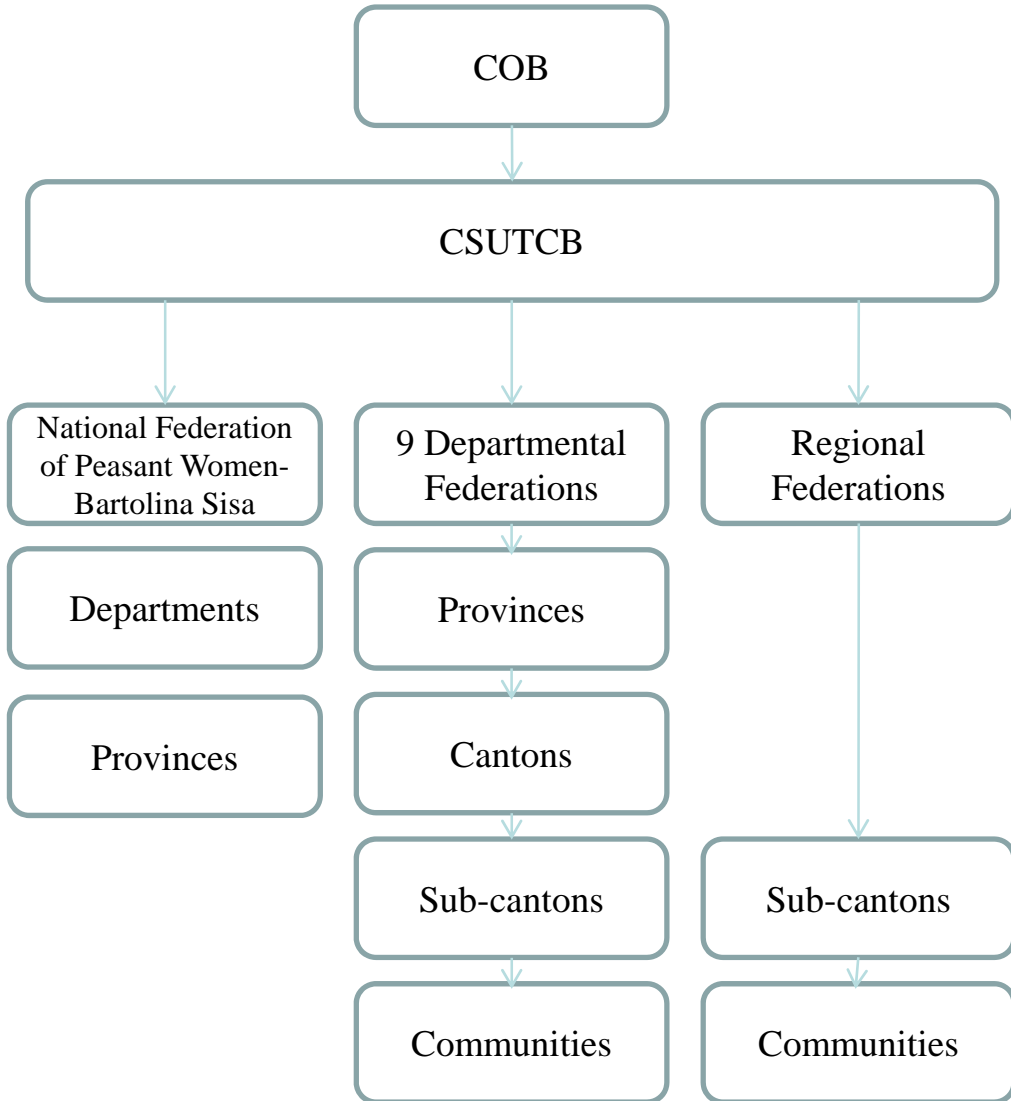 COB
CSUTCB
National Federation
of Peasant Women-
Bartolina Sisa
9 Departmental
Federations
Regional
Federations
Departments
Provinces
Provinces
Cantons
Sub-cantons
Sub-cantons
Communities
Communities